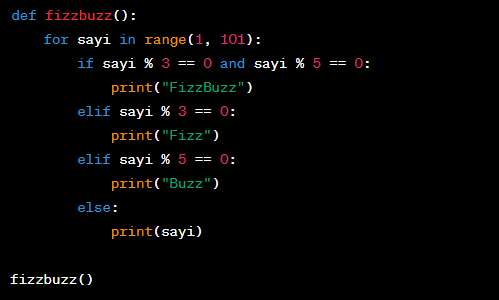 def fizzbuzz():
    for sayi in range(1, 101):
        if sayi % 3 == 0 and sayi % 5 == 0:
            print("FizzBuzz")
        elif sayi % 3 == 0:
            print("Fizz")
        elif sayi % 5 == 0:
            print("Buzz")
        else:
            print(sayi)

fizzbuzz()